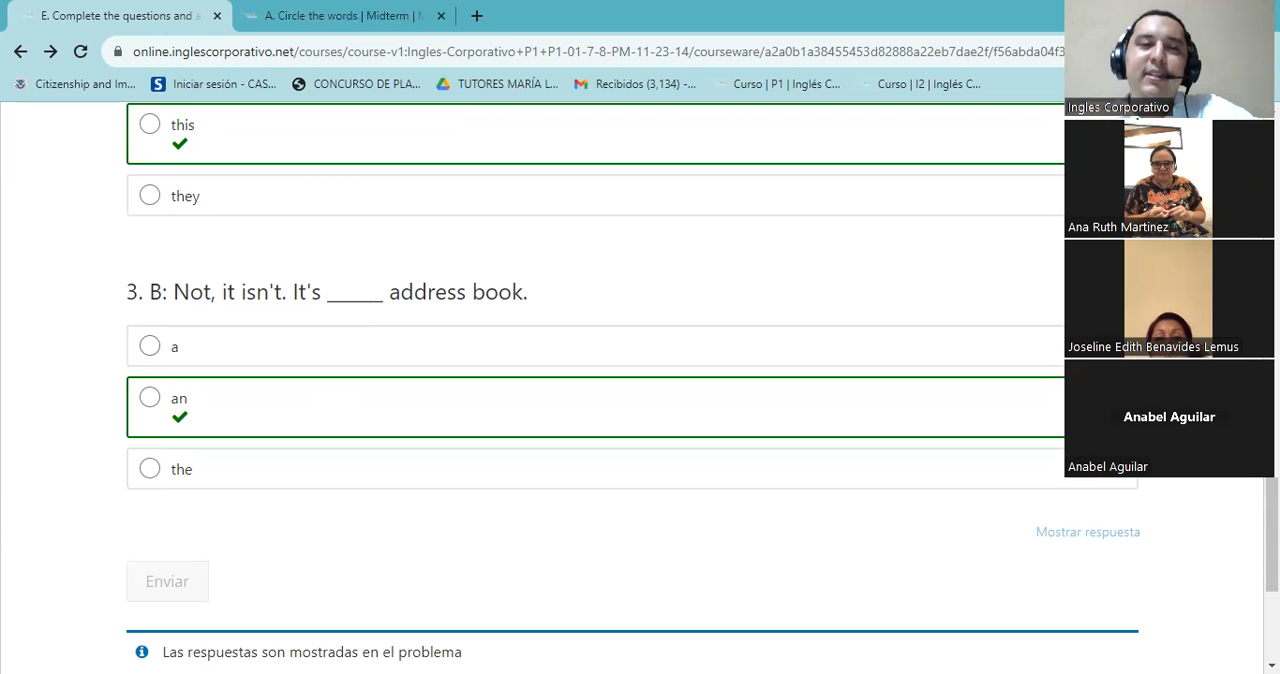 E. Complete the questions and a
A. Circle the words | Midterm |
online.inglescorporativo.net/courses/course-v1:Ingles-Corporativo+P1+P1-01-7-8-PM-11-23-14/courseware/a2a0b1a38455453d82888a22eb7dae2f/f56abda04f3
Citizenship and Im...
Iniciar sesión - CAS...
CONCURSO DE PLA...
TUTORES MARÍA L...
Recibidos (3,134) -...
Curso | P1 | Inglés C...
Curso | I2 | Inglés C...
this
they
3. B: Not, it isn't. It's ______ address book.
a
an
the
Mostrar respuesta
Enviar
Las respuestas son mostradas en el problema
Ingles Corporativo
Ana Ruth Martinez
Joseline Edith Benavides Lemus
Anabel Aguilar
Anabel Aguilar